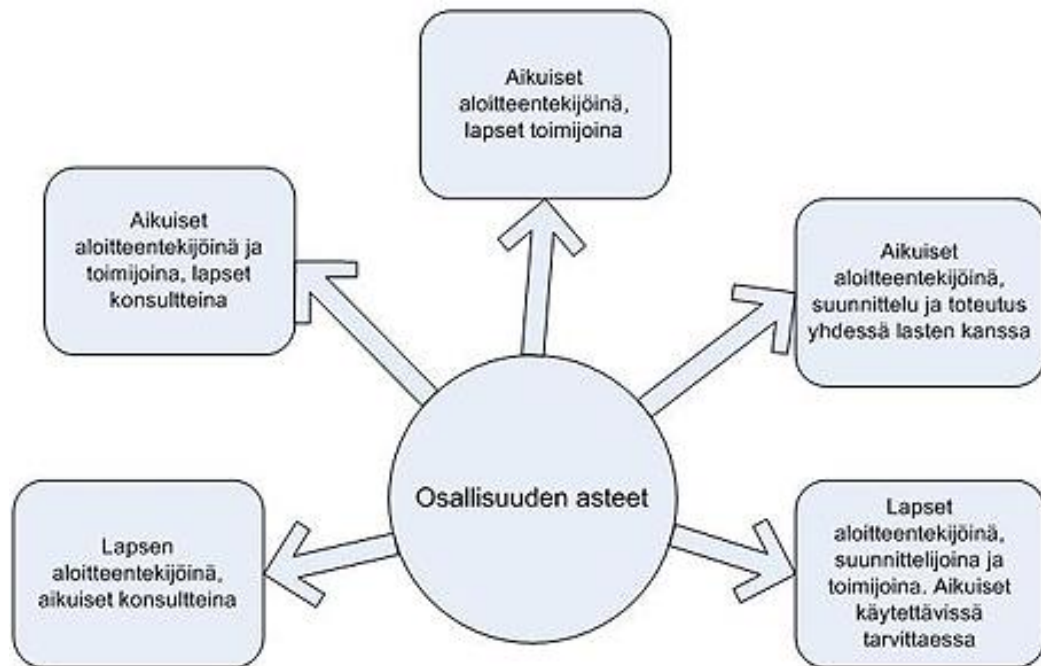 Aikuiset
aloitteentekijöinä,
lapset toimijoina
Aikuiset
aloitteentekijöinä ja
toimijoina, lapset
konsultteina
Aikuiset
aloitteentekijöinä,
suunnittelu ja toteutus
yhdessä lasten kanssa
Osallisuuden asteet
Lapsen
aloitteentekijöinä,
aikuiset konsultteina
Lapset
aloitteentekijöinä,
suunnittelijoina ja
toimijoina. Aikuiset
käytettävissä
tarvittaessa